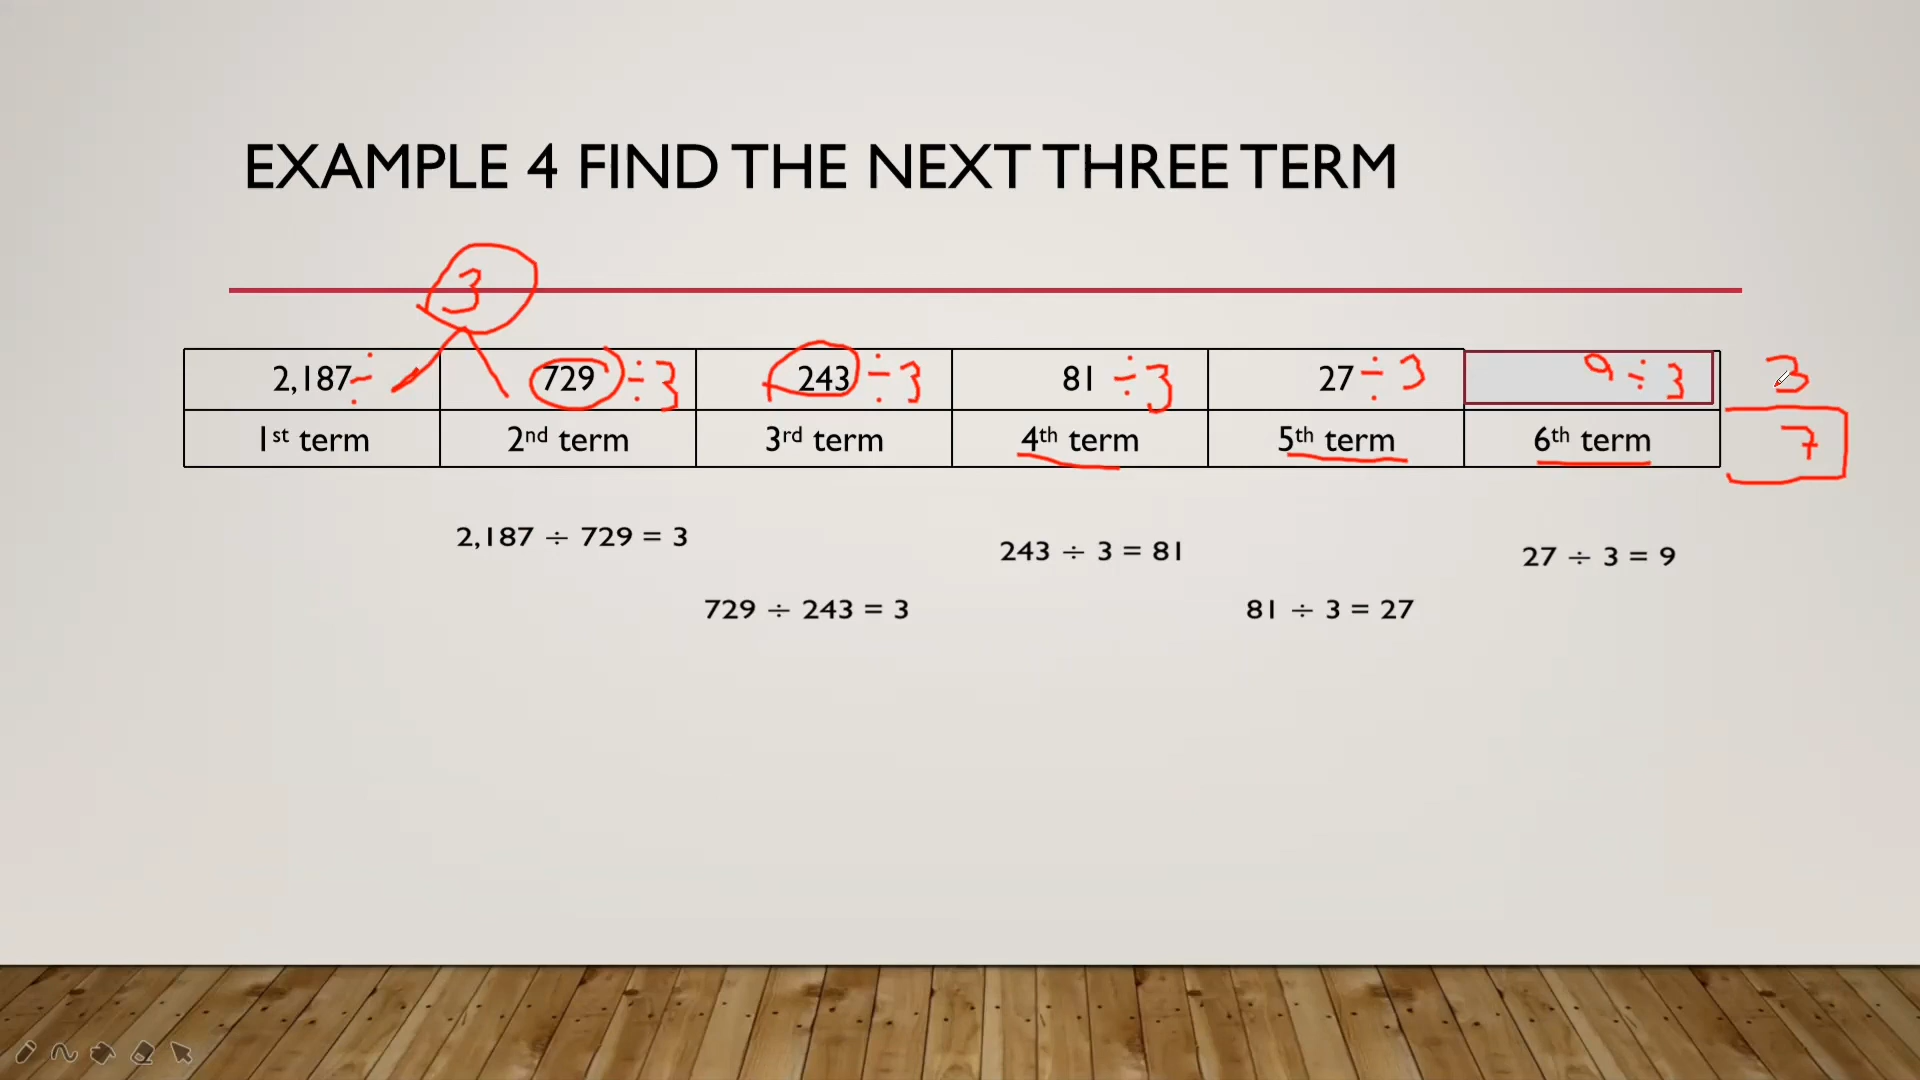 EXAMPLE 4 FIND THE NEXT THREE TERM
3
2,187÷ 729÷3 243÷3 81÷3 27÷3 9÷3 3
1st term 2nd term 3rd term 4th term 5th term 6th term 7
2,187 ÷ 729 = 3
243 ÷ 3 = 81
27 ÷ 3 = 9
729 ÷ 243 = 3
81 ÷ 3 = 27